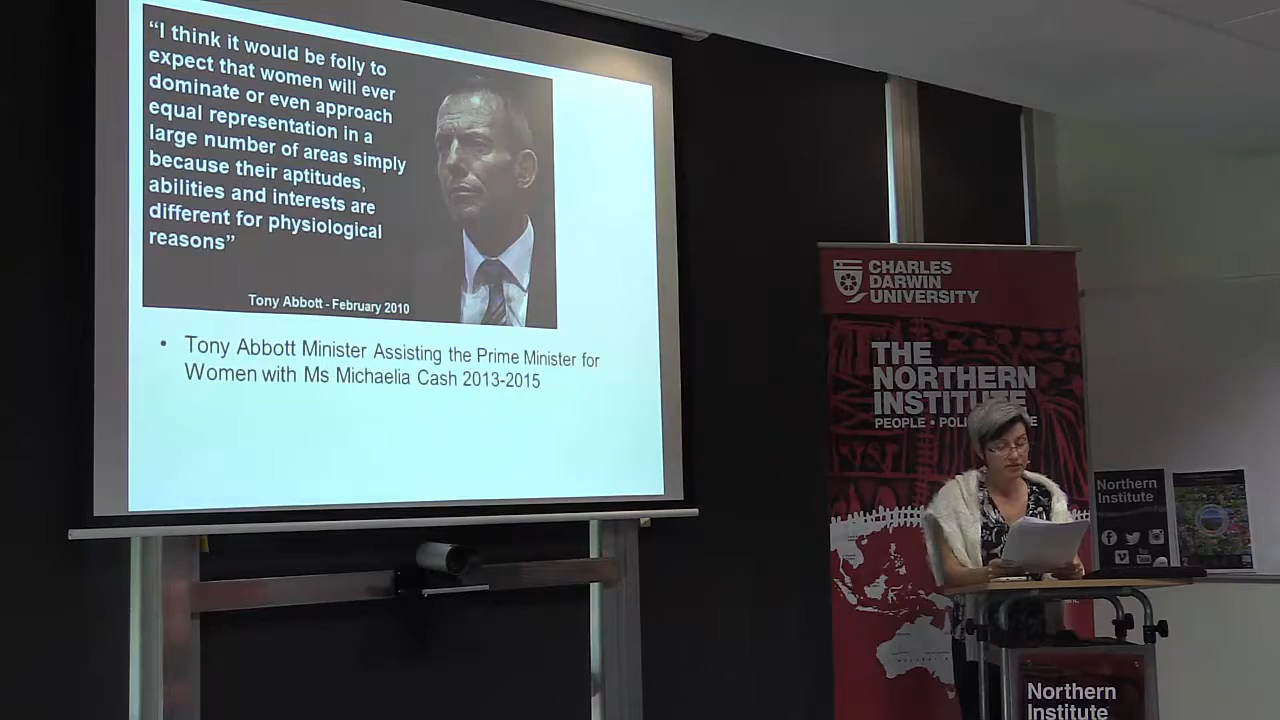 “I think it would be folly to
expect that women will ever
dominate or even approach
equal representation in a
large number of areas simply
because their aptitudes,
abilities and interests are
different for physiological
reasons”
Tony Abbott - February 2010
• Tony Abbott Minister Assisting the Prime Minister for
Women with Ms Michaelia Cash 2013-2015
CHARLES
DARWIN
UNIVERSITY
THE
NORTHERN
INSTITUTE
PEOPLE • POLI
Northern
Institute
Northern
Institute